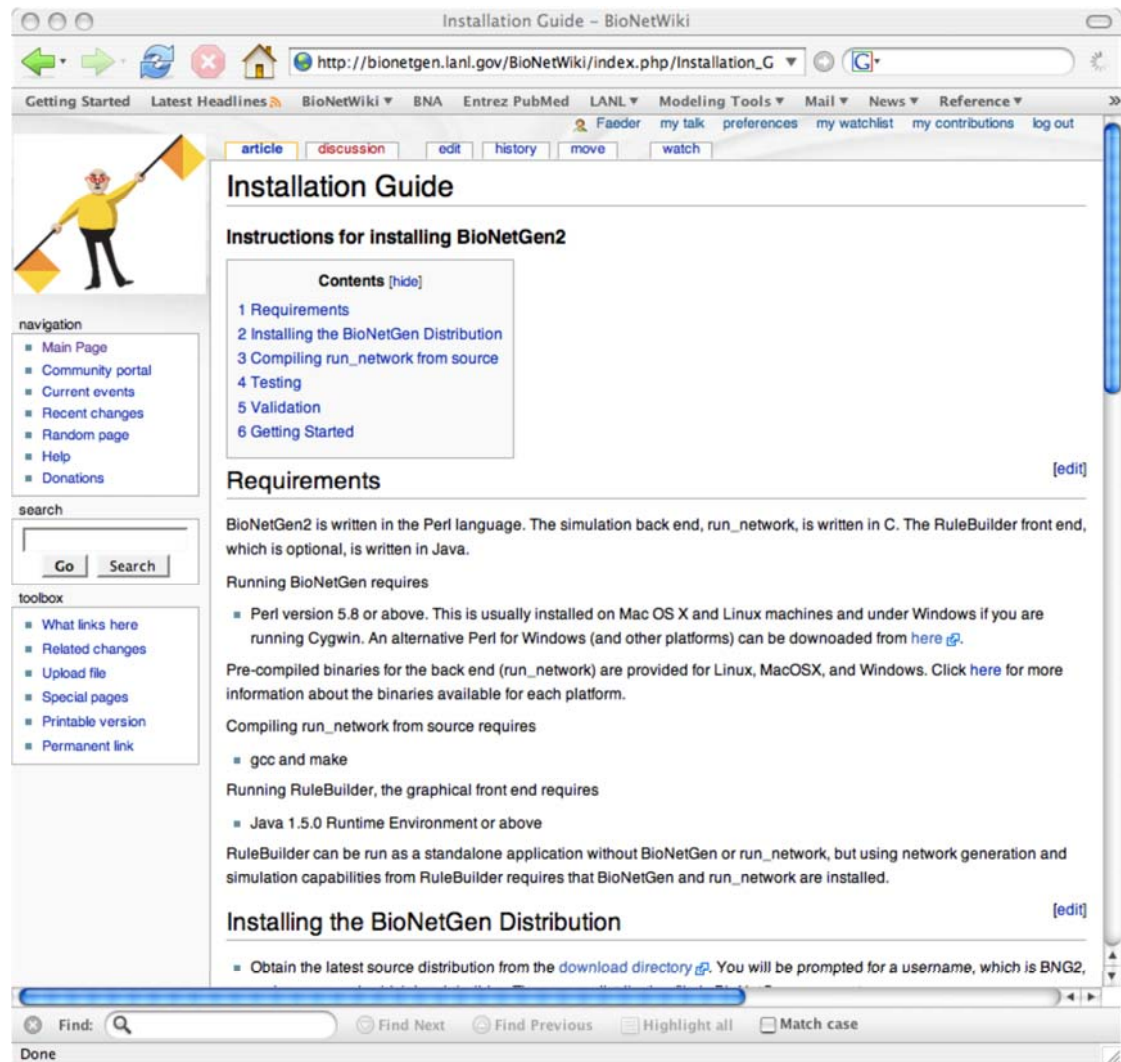 Installation Guide – BioNetWiki
http://bionetgen.lanl.gov/BioNetWiki/index.php/Installation_G
G
Getting Started Latest Headlines BioNetWiki BNA Entrez PubMed LANL Modeling Tools Mail News Reference »
Faeder my talk preferences my watchlist my contributions log out
article discussion edit history move watch
Installation Guide
Instructions for installing BioNetGen2
Contents [hide]
1 Requirements
2 Installing the BioNetGen Distribution
3 Compiling run_network from source
4 Testing
5 Validation
6 Getting Started
navigation
Main Page
Community portal
Current events
Recent changes
Random page
Help
Donations
search
Go Search
toolbox
What links here
Related changes
Upload file
Special pages
Printable version
Permanent link
[edit]
Requirements
BioNetGen2 is written in the Perl language. The simulation back end, run_network, is written in C. The RuleBuilder front end,
which is optional, is written in Java.
Running BioNetGen requires
Perl version 5.8 or above. This is usually installed on Mac OS X and Linux machines and under Windows if you are
running Cygwin. An alternative Perl for Windows (and other platforms) can be downoaded from here.
Pre-compiled binaries for the back end (run_network) are provided for Linux, MacOSX, and Windows. Click here for more
information about the binaries available for each platform.
Compiling run_network from source requires
gcc and make
Running RuleBuilder, the graphical front end requires
Java 1.5.0 Runtime Environment or above
RuleBuilder can be run as a standalone application without BioNetGen or run_network, but using network generation and
simulation capabilities from RuleBuilder requires that BioNetGen and run_network are installed.
[edit]
Installing the BioNetGen Distribution
Obtain the latest source distribution from the download directory. You will be prompted for a username, which is BNG2,
Find: Find Next Find Previous Highlight all Match case
Done